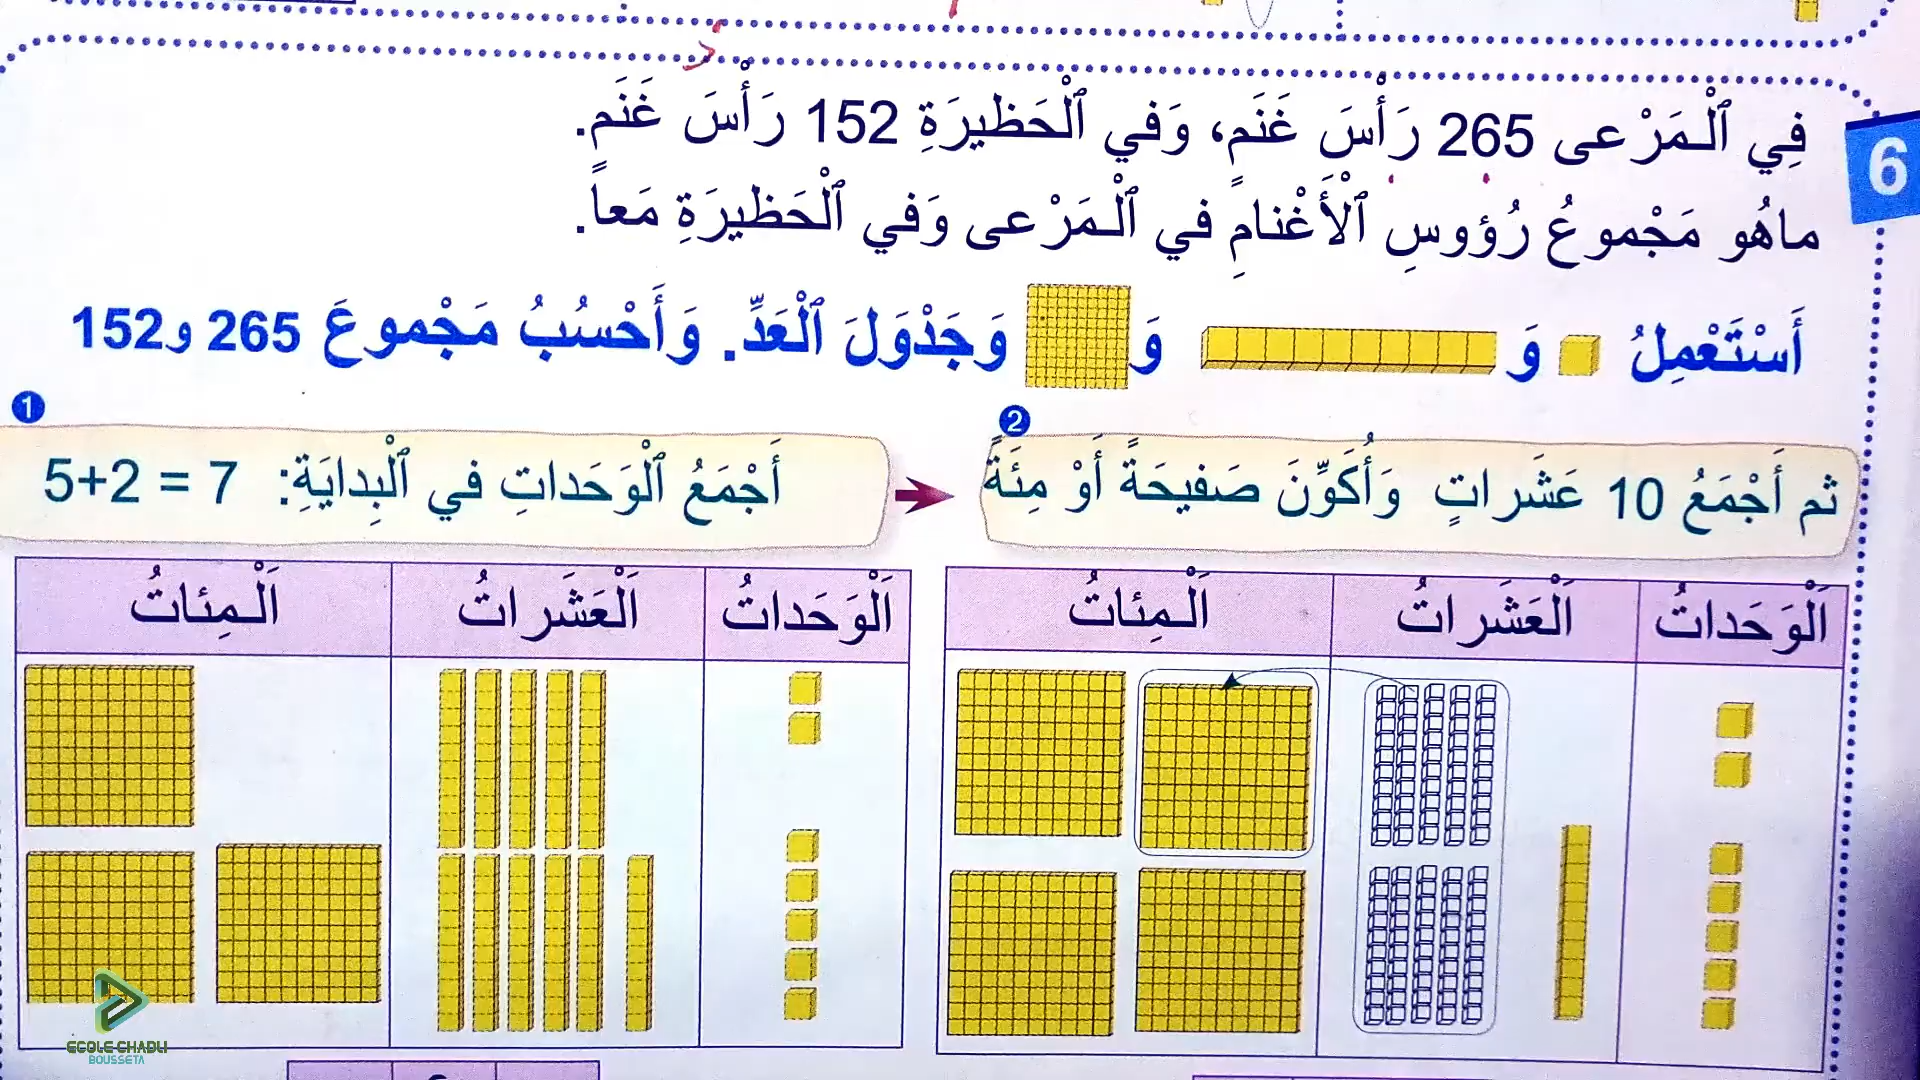 6
فِي ٱلْـمَرْعى 265 رَأْسَ غَنَمٍ، وَفي ٱلْحَظيرَةِ 152 رَأْسَ غَنَم.
ماهُو مَجْموعُ رُؤوسِ ٱلْأَغْنامِ في ٱلْـمَرْعى وَفي ٱلْحَظيرَةِ مَعاً.
أَسْتَعْمِلُ وَ وَ وَجَدْوَلَ ٱلْعَدِّ. وَأَحْسُبُ مَجْموعَ 265 و152
1
أَجْمَعُ ٱلْوَحَداتِ في ٱلْبِدايَةِ: 7 = 2+5
2
ثم أَجْمَعُ 10 عَشَراتٍ وَأُكَوِّنَ صَفيحَةً أَوْ مِئَةً
اَلْوَحَداتُ اَلْعَشَراتُ اَلْـمِئاتُ
اَلْوَحَداتُ اَلْعَشَراتُ اَلْـمِئاتُ
ECOLE CHADLI
BOUSSETA